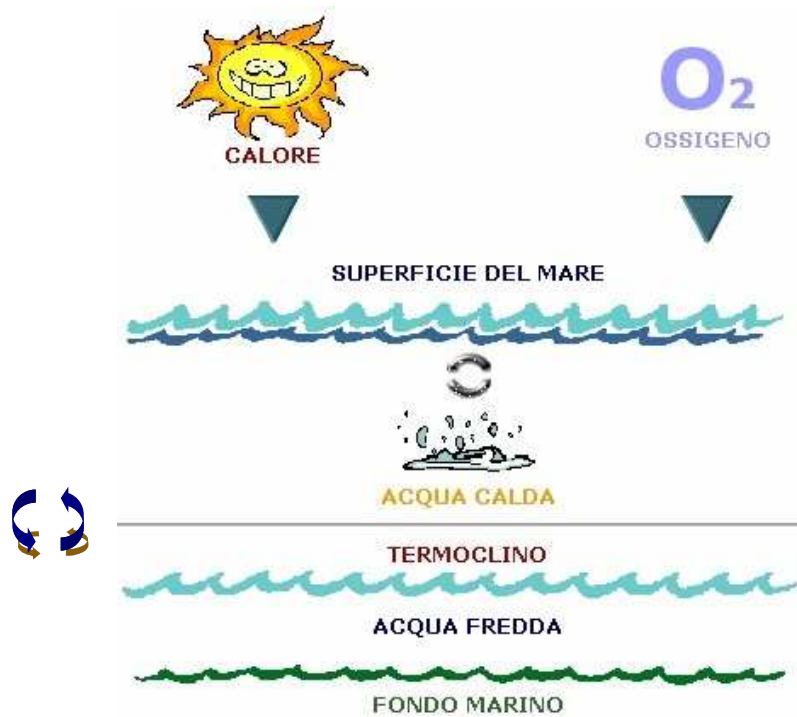 O2
CALORE
OSSIGENO
SUPERFICIE DEL MARE
ACQUA CALDA
TERMOCLINO
ACQUA FREDDA
FONDO MARINO